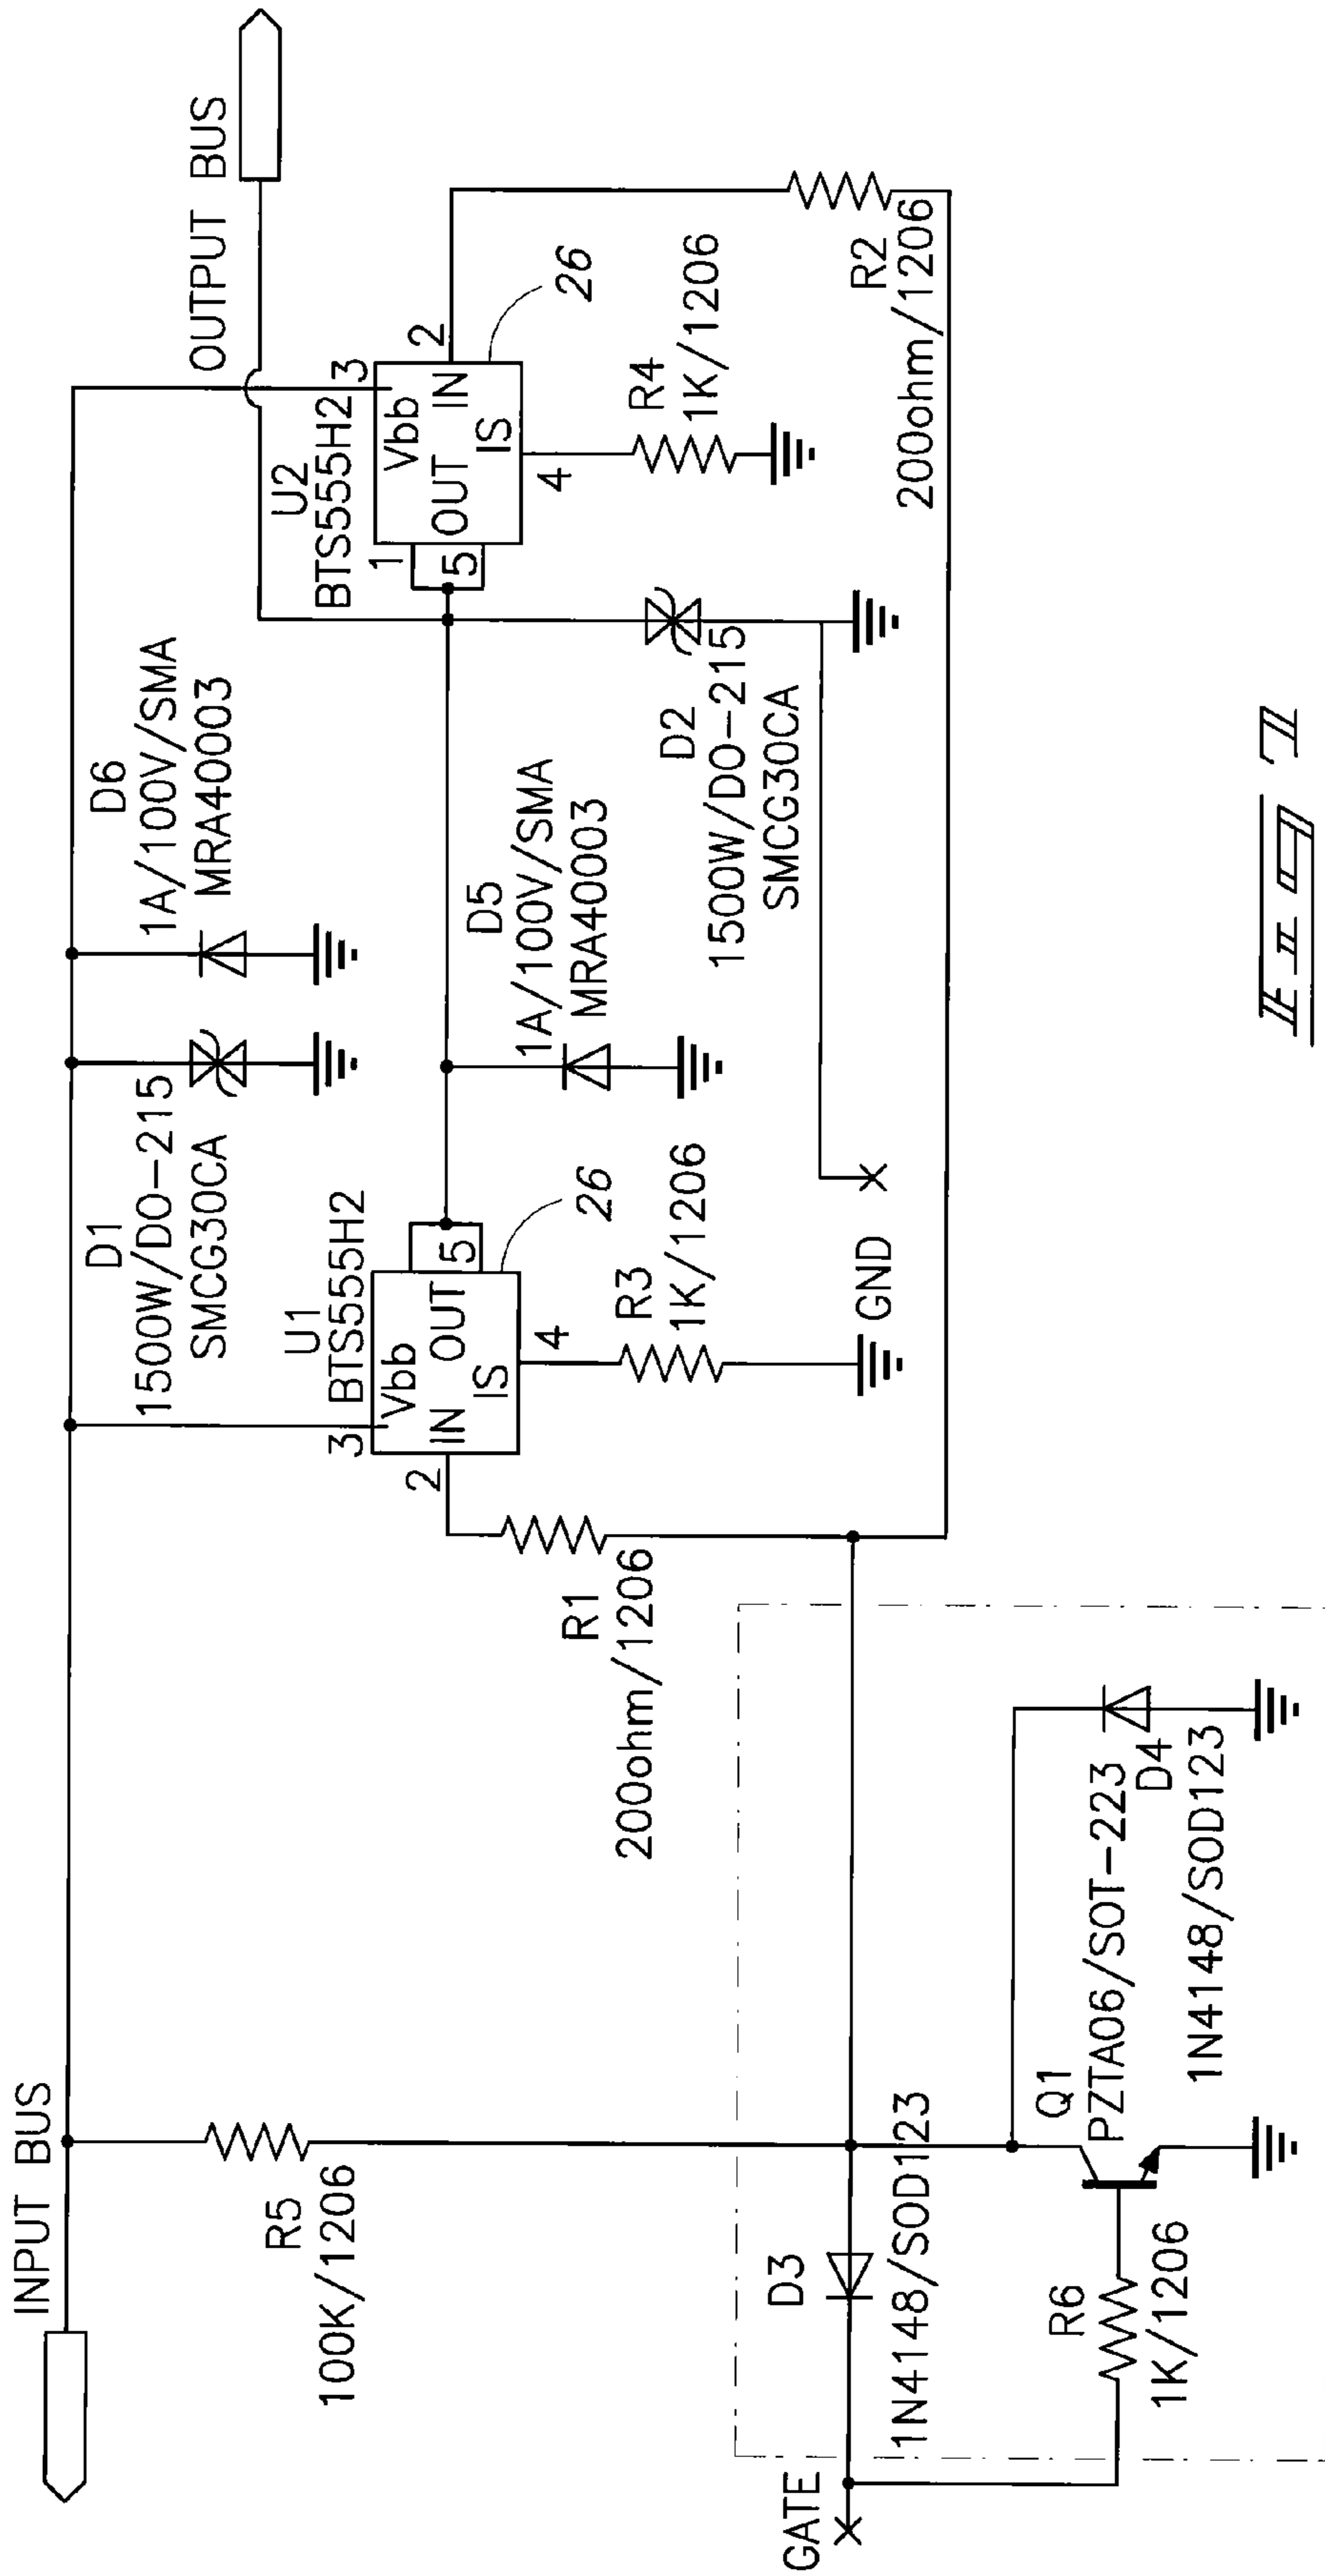 INPUT BUS
OUTPUT BUS
R5
100K/1206
D1
1500W/DO-215
SMCG30CA
D6
1A/100V/SMA
MRA40003
U1
BTS555H2
3
Vbb
2
IN
OUT
5
IS
4
26
U2
BTS555H2
3
Vbb
1
OUT
IN
2
5
IS
4
26
D5
1A/100V/SMA
MRA40003
R1
200ohm/1206
R3
1K/1206
R4
1K/1206
D2
1500W/DO-215
SMCG30CA
R2
200ohm/1206
GND
GATE
D3
1N4148/SOD123
R6
1K/1206
Q1
PZTA06/SOT-223
D4
1N4148/SOD123